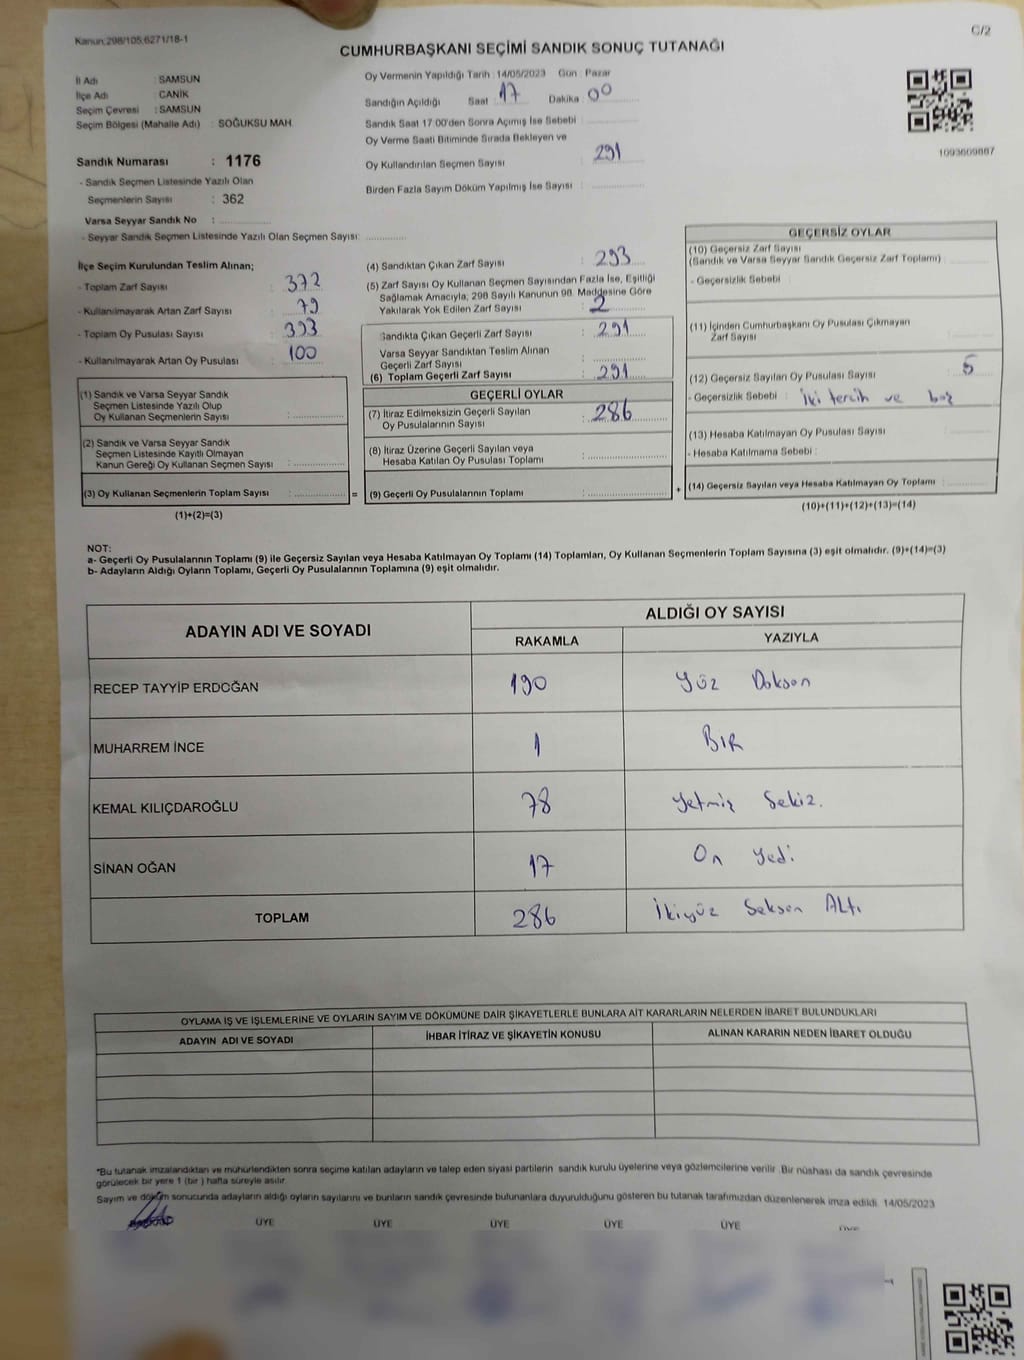 Kanun:298/105;6271/18-1
C/2
CUMHURBAŞKANI SEÇİMİ SANDIK SONUÇ TUTANAĞI
İl Adı : SAMSUN
İlçe Adı : CANİK
Seçim Çevresi : SAMSUN
Seçim Bölgesi (Mahalle Adı) : SOĞUKSU MAH.
Sandık Numarası : 1176
- Sandık Seçmen Listesinde Yazılı Olan
Seçmenlerin Sayısı : 362
Varsa Seyyar Sandık No :
- Seyyar Sandık Seçmen Listesinde Yazılı Olan Seçmen Sayısı:
Oy Vermenin Yapıldığı Tarih : 14/05/2023 Gün : Pazar
Sandığın Açıldığı Saat 17 Dakika 00
Sandık Saat 17:00'den Sonra Açımış İse Sebebi :
Oy Verme Saati Bitiminde Sırada Bekleyen ve
Oy Kullandırılan Seçmen Sayısı : 291
Birden Fazla Sayım Döküm Yapılmış İse Sayısı :
1093609887
İlçe Seçim Kurulundan Teslim Alınan;
- Toplam Zarf Sayısı : 372
- Kullanılmayarak Artan Zarf Sayısı : 79
- Toplam Oy Pusulası Sayısı : 393
- Kullanılmayarak Artan Oy Pusulası : 100
(1) Sandık ve Varsa Seyyar Sandık
Seçmen Listesinde Yazılı Olup
Oy Kullanan Seçmenlerin Sayısı :
(2) Sandık ve Varsa Seyyar Sandık
Seçmen Listesinde Kayıtlı Olmayan
Kanun Gereği Oy Kullanan Seçmen Sayısı :
(3) Oy Kullanan Seçmenlerin Toplam Sayısı :
(1)+(2)=(3)
(4) Sandıktan Çıkan Zarf Sayısı : 293
(5) Zarf Sayısı Oy Kullanan Seçmen Sayısından Fazla İse, Eşitliği
Sağlamak Amacıyla; 298 Sayılı Kanunun 98. Maddesine Göre
Yakılarak Yok Edilen Zarf Sayısı : 2
Sandıkta Çıkan Geçerli Zarf Sayısı : 291
Varsa Seyyar Sandıktan Teslim Alınan
Geçerli Zarf Sayısı :
(6) Toplam Geçerli Zarf Sayısı : 291
GEÇERLİ OYLAR
(7) İtiraz Edilmeksizin Geçerli Sayılan
Oy Pusulalarının Sayısı : 286
(8) İtiraz Üzerine Geçerli Sayılan veya
Hesaba Katılan Oy Pusulası Toplamı :
= (9) Geçerli Oy Pusulalarının Toplamı :
GEÇERSİZ OYLAR
(10) Geçersiz Zarf Sayısı
(Sandık ve Varsa Seyyar Sandık Geçersiz Zarf Toplamı) :
- Geçersizlik Sebebi :
(11) İçinden Cumhurbaşkanı Oy Pusulası Çıkmayan
Zarf Sayısı :
(12) Geçersiz Sayılan Oy Pusulası Sayısı : 5
- Geçersizlik Sebebi : İki tercih ve boş
(13) Hesaba Katılmayan Oy Pusulası Sayısı :
- Hesaba Katılmama Sebebi :
+ (14) Geçersiz Sayılan veya Hesaba Katılmayan Oy Toplamı :
(10)+(11)+(12)+(13)=(14)
NOT:
a- Geçerli Oy Pusulalarının Toplamı (9) ile Geçersiz Sayılan veya Hesaba Katılmayan Oy Toplamı (14) Toplamları, Oy Kullanan Seçmenlerin Toplam Sayısına (3) eşit olmalıdır. (9)+(14)=(3)
b- Adayların Aldığı Oyların Toplamı, Geçerli Oy Pusulalarının Toplamına (9) eşit olmalıdır.
ADAYIN ADI VE SOYADI
ALDIĞI OY SAYISI
RAKAMLA YAZIYLA
RECEP TAYYİP ERDOĞAN 190 Yüz Doksan
MUHARREM İNCE 1 BIR
KEMAL KILIÇDAROĞLU 78 Yetmiş Sekiz.
SİNAN OĞAN 17 On Yedi
TOPLAM 286 İkiyüz Seksen Altı
OYLAMA İŞ VE İŞLEMLERİNE VE OYLARIN SAYIM VE DÖKÜMÜNE DAİR ŞİKAYETLERLE BUNLARA AİT KARARLARIN NELERDEN İBARET BULUNDUKLARI
ADAYIN ADI VE SOYADI İHBAR İTİRAZ VE ŞİKAYETİN KONUSU ALINAN KARARIN NEDEN İBARET OLDUĞU
*Bu tutanak imzalandıktan ve mühürlendikten sonra seçime katılan adayların ve talep eden siyasi partilerin sandık kurulu üyelerine veya gözlemcilerine verilir. Bir nüshası da sandık çevresinde
görülecek bir yere 1 (bir ) hafta süreyle asılır.
Sayım ve döküm sonucunda adayların aldığı oyların sayılarını ve bunların sandık çevresinde bulunanlara duyurulduğunu gösteren bu tutanak tarafımızdan düzenlenerek imza edildi. 14/05/2023
ÜYE ÜYE ÜYE ÜYE ÜYE ÜYE